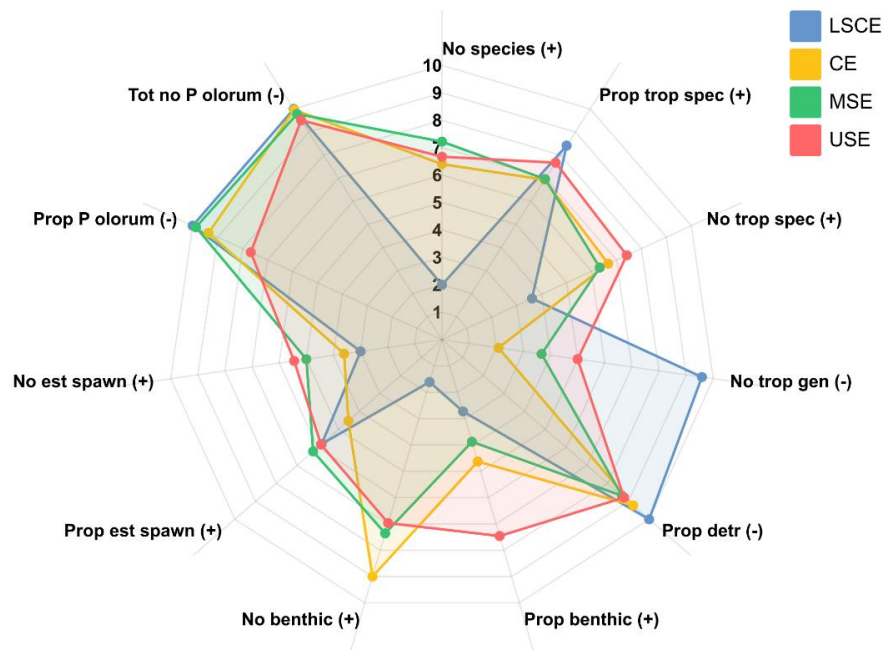 LSCE
CE
MSE
USE
No species (+)
Tot no P olorum (-)
Prop trop spec (+)
Prop P olorum (-)
No trop spec (+)
No est spawn (+)
No trop gen (-)
Prop est spawn (+)
Prop detr (-)
No benthic (+)
Prop benthic (+)
10
9
8
7
6
5
4
3
2
1